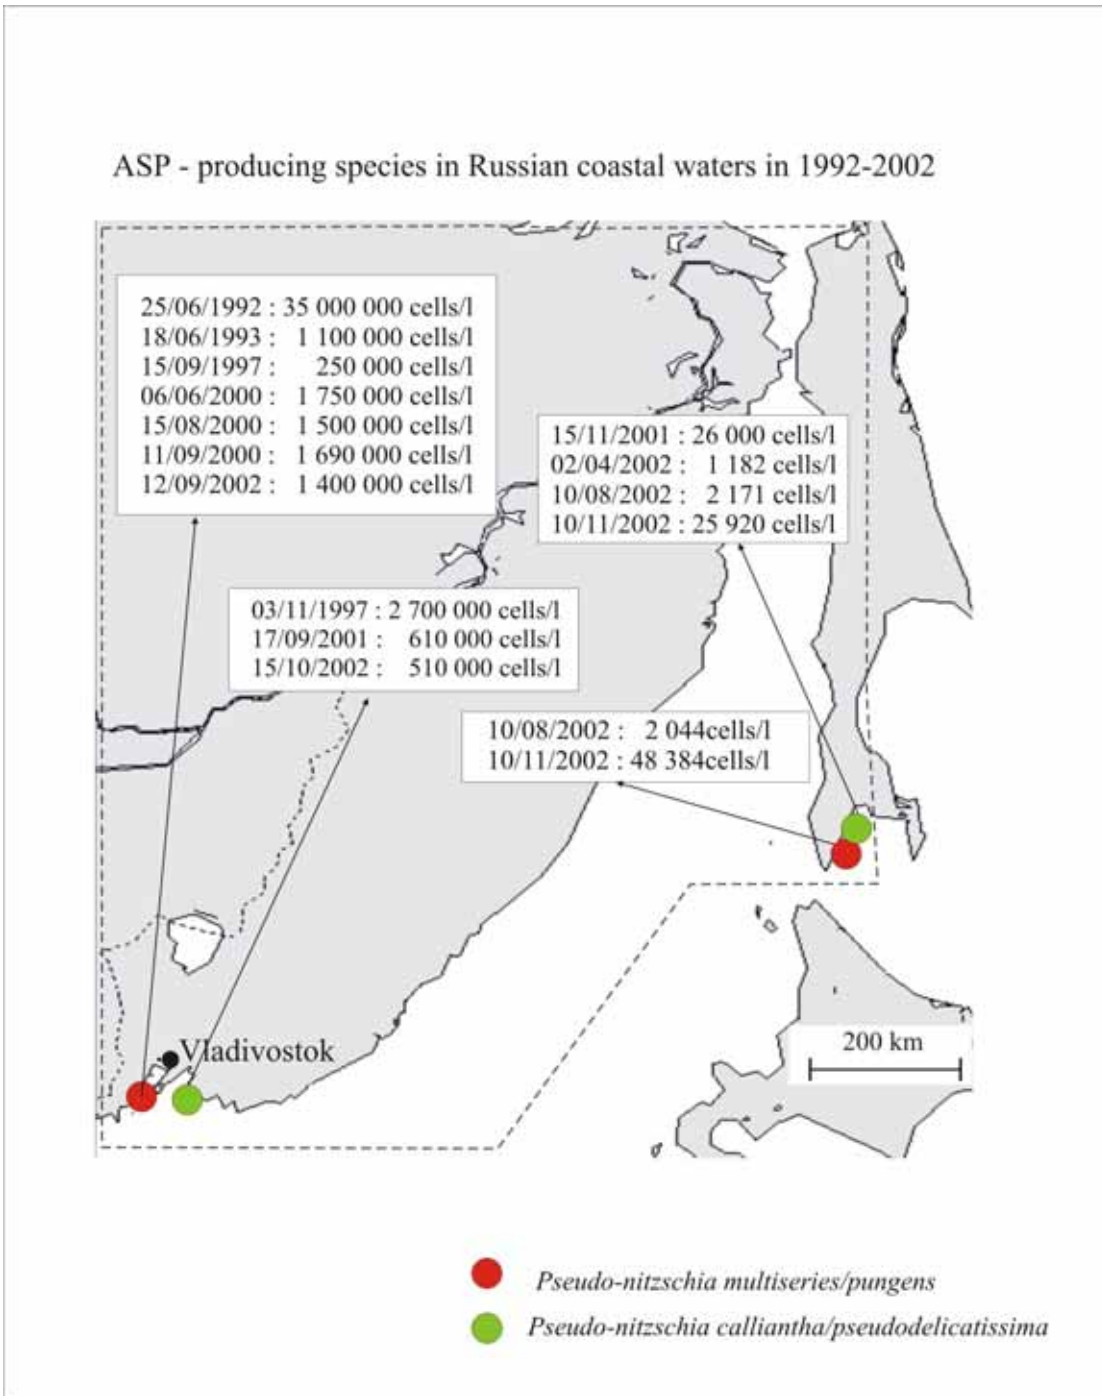 ASP - producing species in Russian coastal waters in 1992-2002
25/06/1992 : 35 000 000 cells/l
18/06/1993 : 1 100 000 cells/l
15/09/1997 : 250 000 cells/l
06/06/2000 : 1 750 000 cells/l
15/08/2000 : 1 500 000 cells/l
11/09/2000 : 1 690 000 cells/l
12/09/2002 : 1 400 000 cells/l
15/11/2001 : 26 000 cells/l
02/04/2002 : 1 182 cells/l
10/08/2002 : 2 171 cells/l
10/11/2002 : 25 920 cells/l
03/11/1997 : 2 700 000 cells/l
17/09/2001 : 610 000 cells/l
15/10/2002 : 510 000 cells/l
10/08/2002 : 2 044cells/l
10/11/2002 : 48 384cells/l
Vladivostok
200 km
Pseudo-nitzschia multiseries/pungens
Pseudo-nitzschia calliantha/pseudodelicatissima